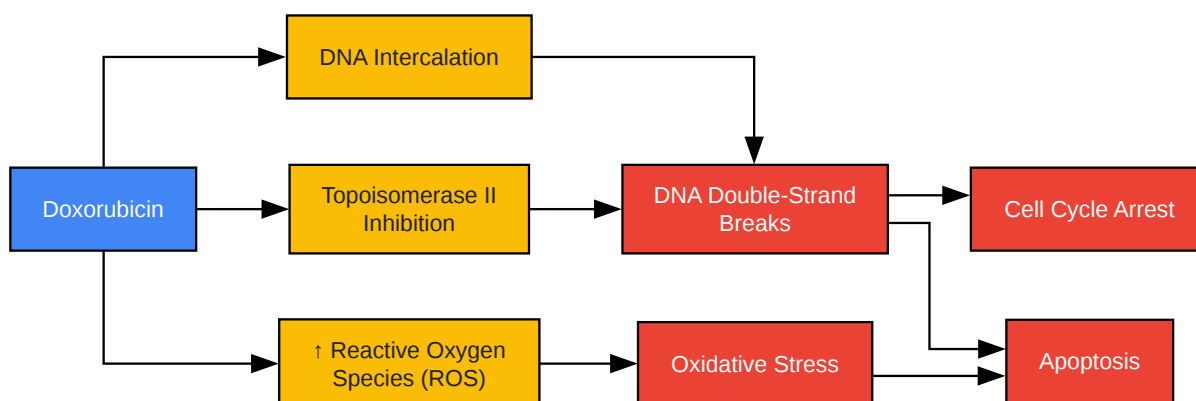 DNA Intercalation
Doxorubicin
Topoisomerase II
Inhibition
DNA Double-Strand
Breaks
Cell Cycle Arrest
↑ Reactive Oxygen
Species (ROS)
Oxidative Stress
Apoptosis